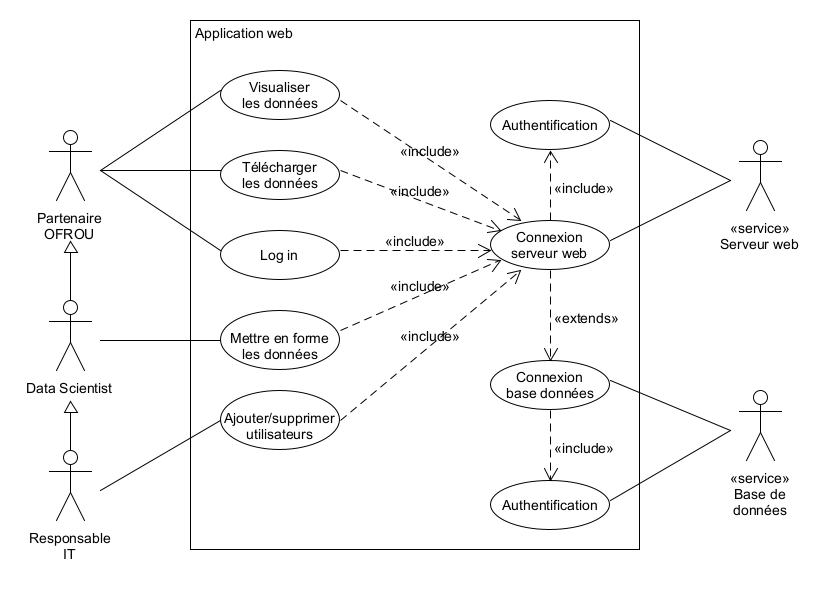 Application web
Visualiser
les données
«include»
Authentification
Télécharger
les données
«include»
«include»
Partenaire
OFROU
«service»
Serveur web
Log in
«include»
Connexion
serveur web
«include»
Mettre en forme
les données
«extends»
«include»
Data Scientist
Connexion
base données
Ajouter/supprimer
utilisateurs
«include»
«service»
Base de
données
Authentification
Responsable
IT